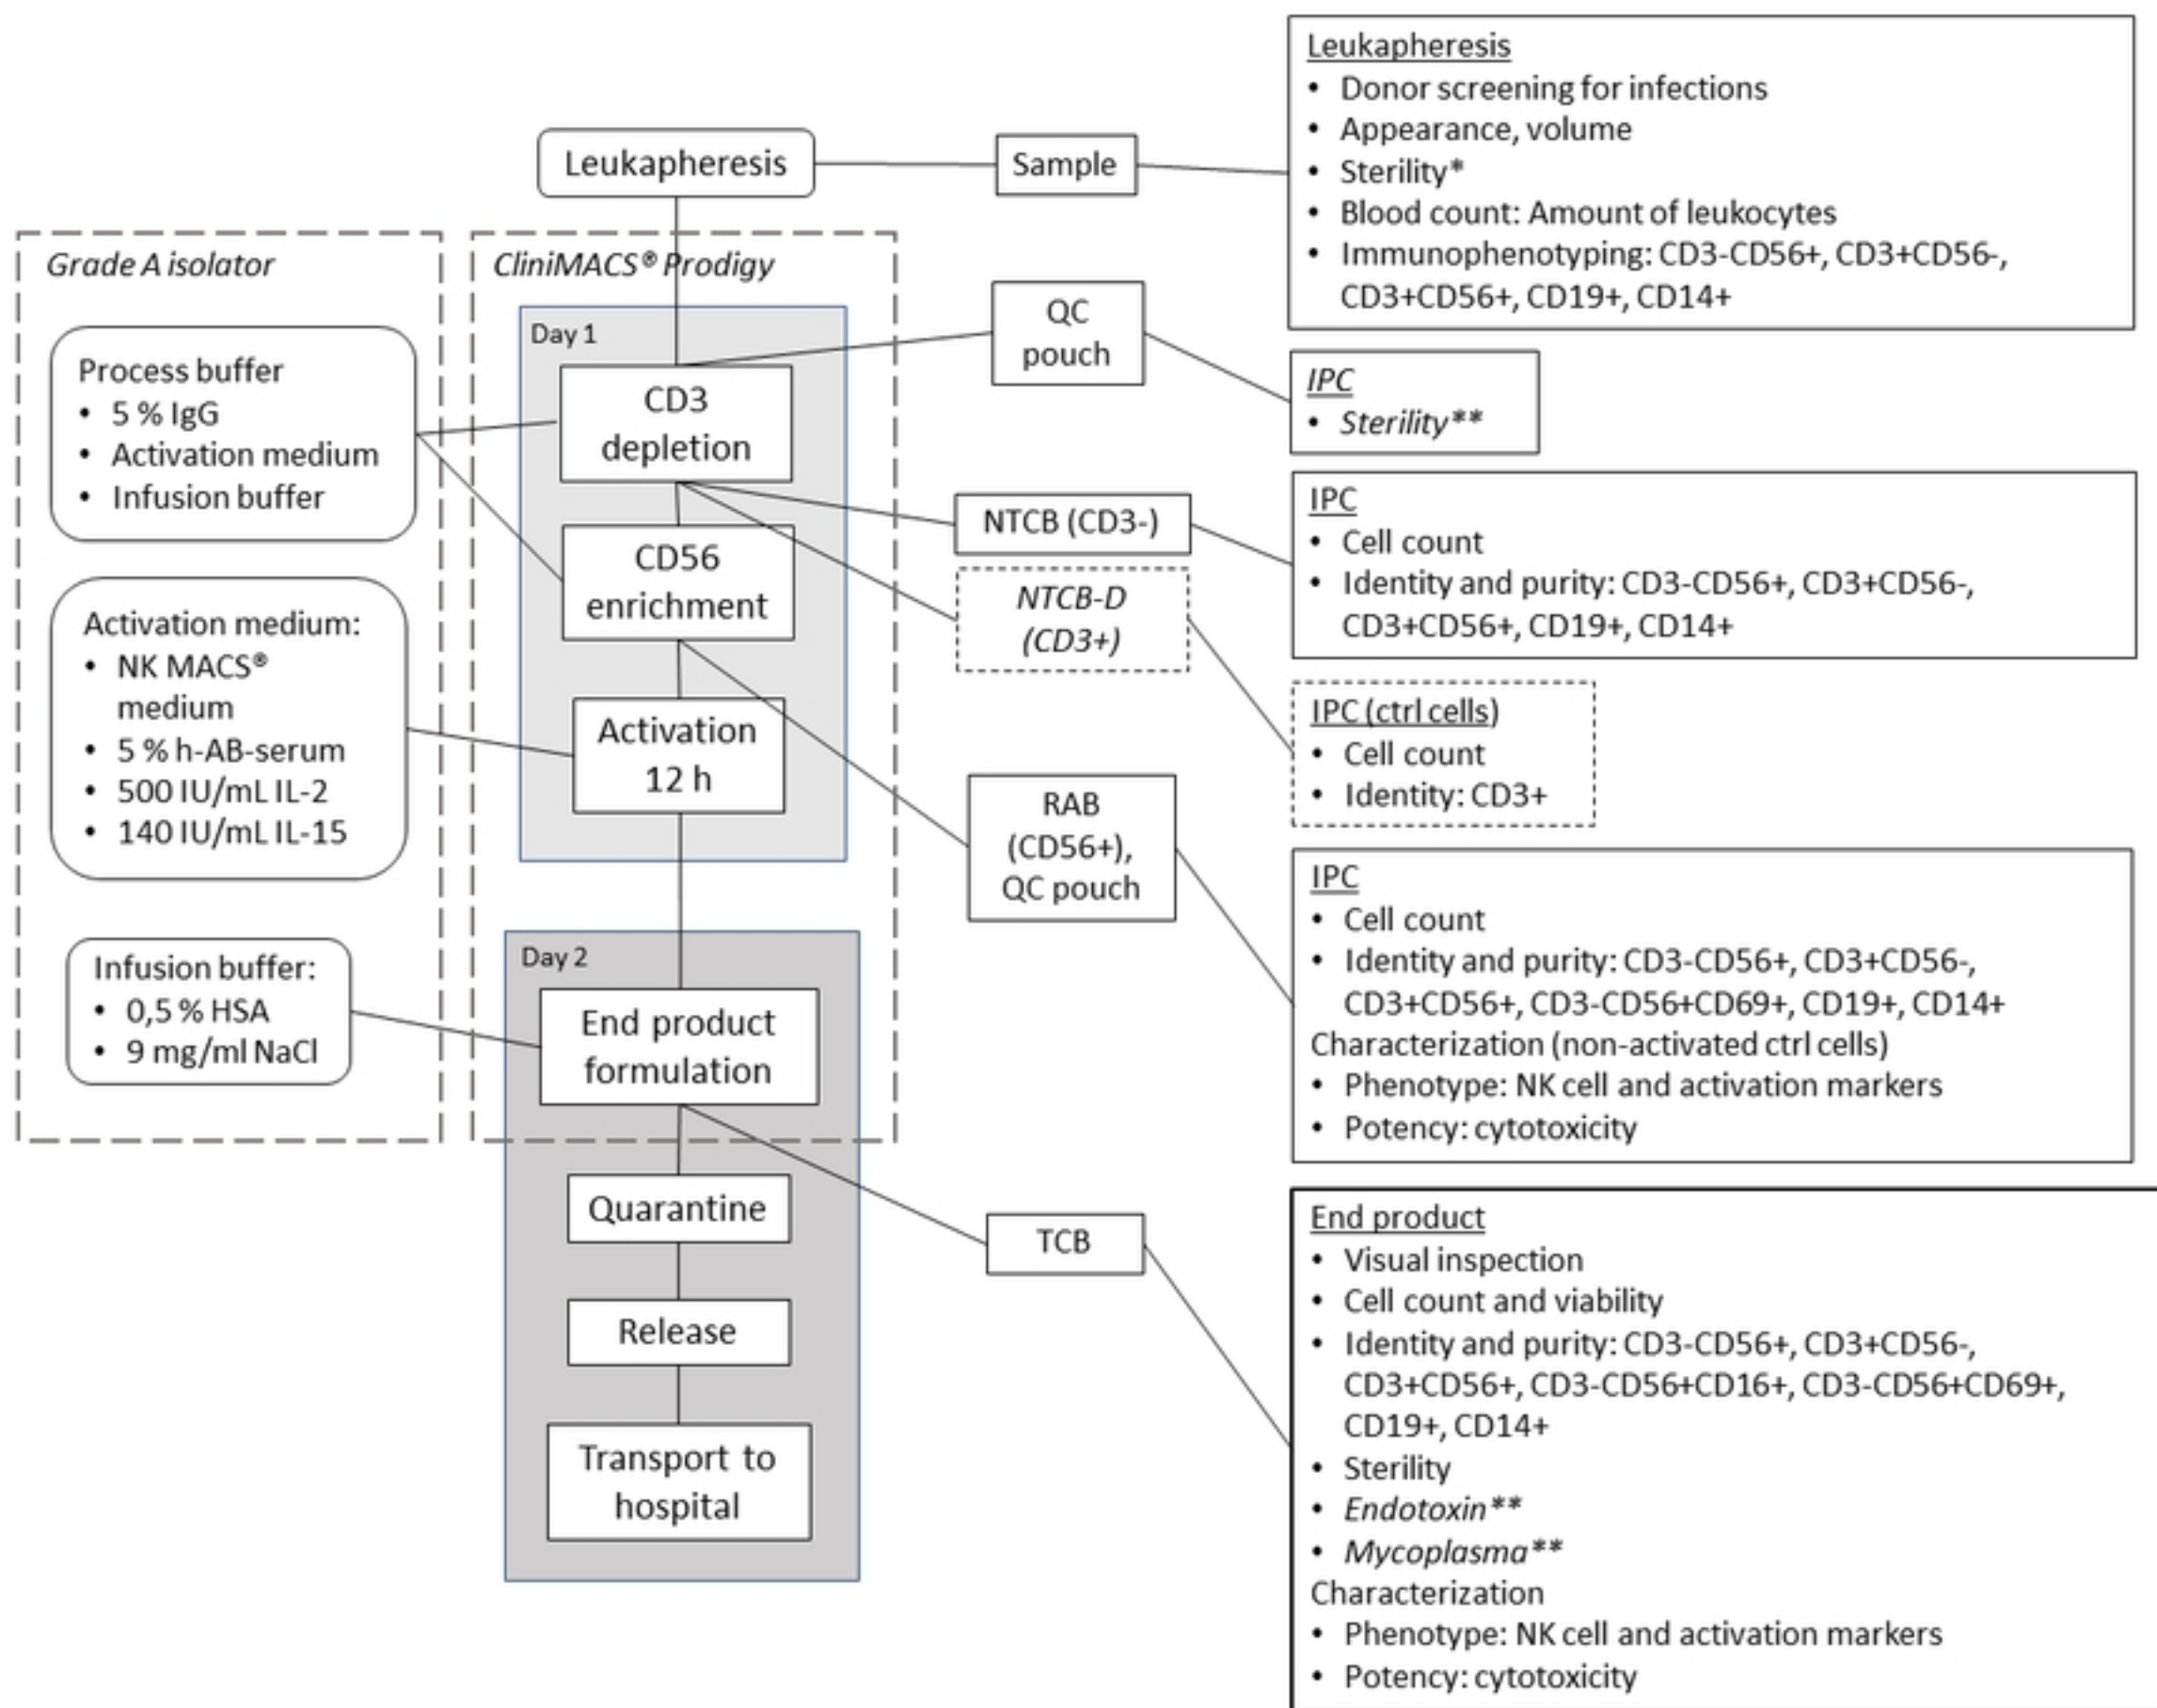 Leukapheresis
Sample
Leukapheresis
• Donor screening for infections
• Appearance, volume
• Sterility*
• Blood count: Amount of leukocytes
• Immunophenotyping: CD3-CD56+, CD3+CD56-,
CD3+CD56+, CD19+, CD14+
Grade A isolator
Process buffer
• 5 % IgG
• Activation medium
• Infusion buffer
Activation medium:
• NK MACS®
medium
• 5 % h-AB-serum
• 500 IU/mL IL-2
• 140 IU/mL IL-15
Infusion buffer:
• 0,5 % HSA
• 9 mg/ml NaCl
CliniMACS® Prodigy
Day 1
CD3
depletion
CD56
enrichment
Activation
12 h
Day 2
End product
formulation
Quarantine
Release
Transport to
hospital
QC
pouch
IPC
• Sterility**
NTCB (CD3-)
IPC
• Cell count
• Identity and purity: CD3-CD56+, CD3+CD56-,
CD3+CD56+, CD19+, CD14+
NTCB-D
(CD3+)
IPC (ctrl cells)
• Cell count
• Identity: CD3+
RAB
(CD56+),
QC pouch
IPC
• Cell count
• Identity and purity: CD3-CD56+, CD3+CD56-,
CD3+CD56+, CD3-CD56+CD69+, CD19+, CD14+
Characterization (non-activated ctrl cells)
• Phenotype: NK cell and activation markers
• Potency: cytotoxicity
TCB
End product
• Visual inspection
• Cell count and viability
• Identity and purity: CD3-CD56+, CD3+CD56-,
CD3+CD56+, CD3-CD56+CD16+, CD3-CD56+CD69+,
CD19+, CD14+
• Sterility
• Endotoxin**
• Mycoplasma**
Characterization
• Phenotype: NK cell and activation markers
• Potency: cytotoxicity